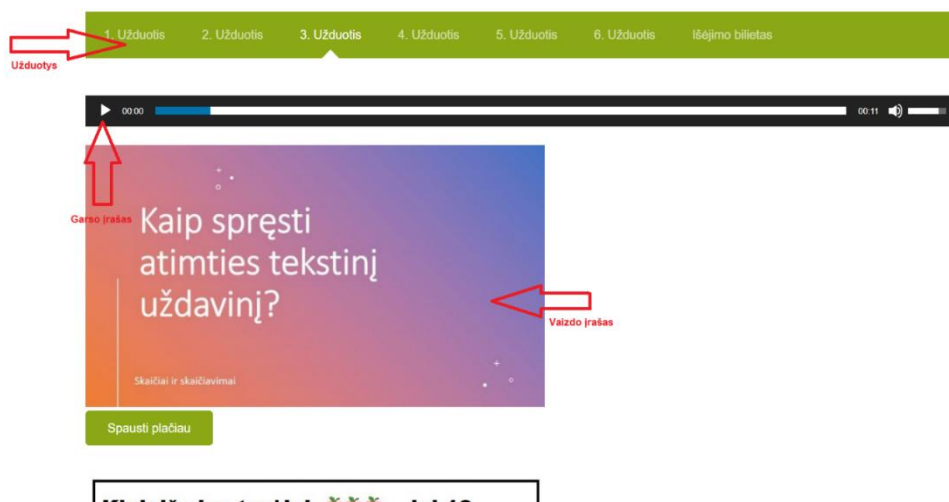 1. Užduotis 2. Užduotis 3. Užduotis 4. Užduotis 5. Užduotis 6. Užduotis Išėjimo bilietas
Užduotys
00:00 00:11
Garso įrašas
Kaip spręsti
atimties tekstinį
uždavinį?
Vaizdo įrašas
Skaičiai ir skaičiavimai
Spausti plačiau